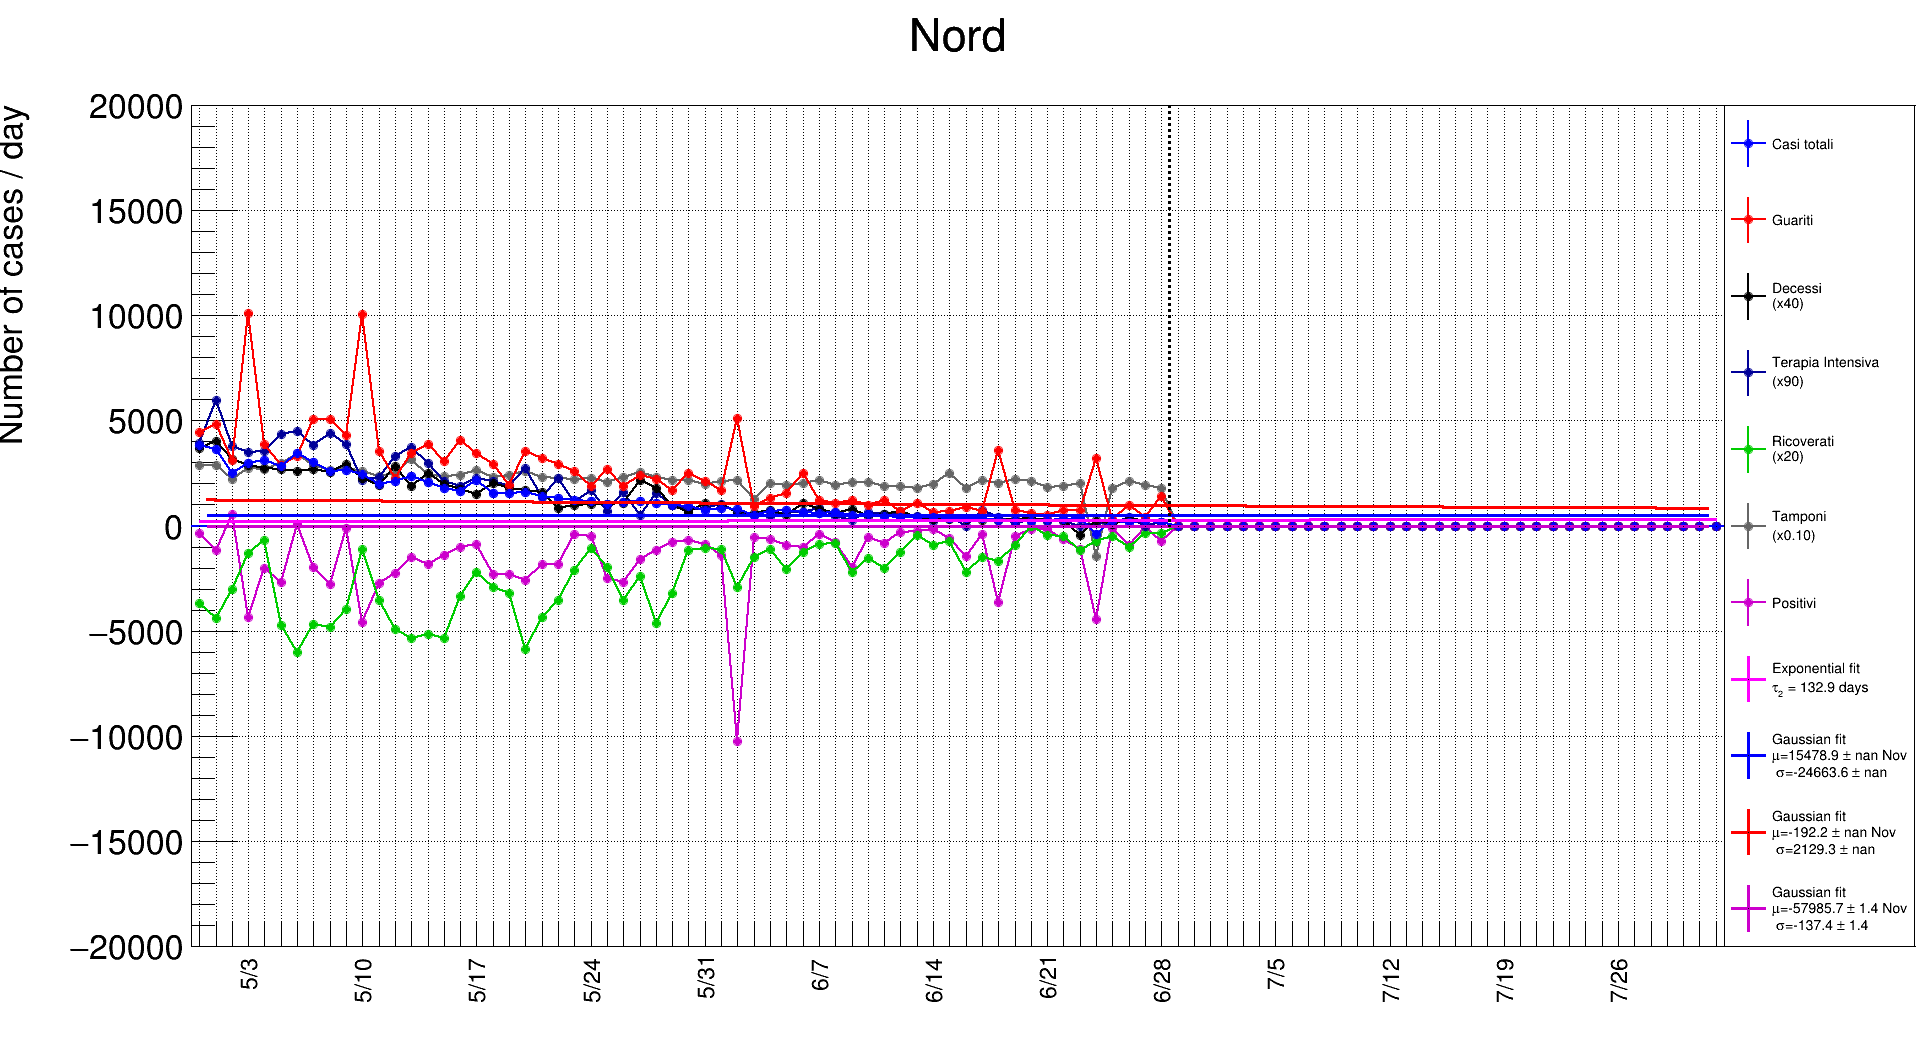 Nord
Number of cases / day
20000
15000
10000
5000
0
−5000
−10000
−15000
−20000
5/3
5/10
5/17
5/24
5/31
6/7
6/14
6/21
6/28
7/5
7/12
7/19
7/26
Casi totali
Guariti
Decessi
(x40)
Terapia Intensiva
(x90)
Ricoverati
(x20)
Tamponi
(x0.10)
Positivi
Exponential fit
τ2 = 132.9 days
Gaussian fit
μ=15478.9 ± nan Nov
σ=-24663.6 ± nan
Gaussian fit
μ=-192.2 ± nan Nov
σ=2129.3 ± nan
Gaussian fit
μ=-57985.7 ± 1.4 Nov
σ=-137.4 ± 1.4